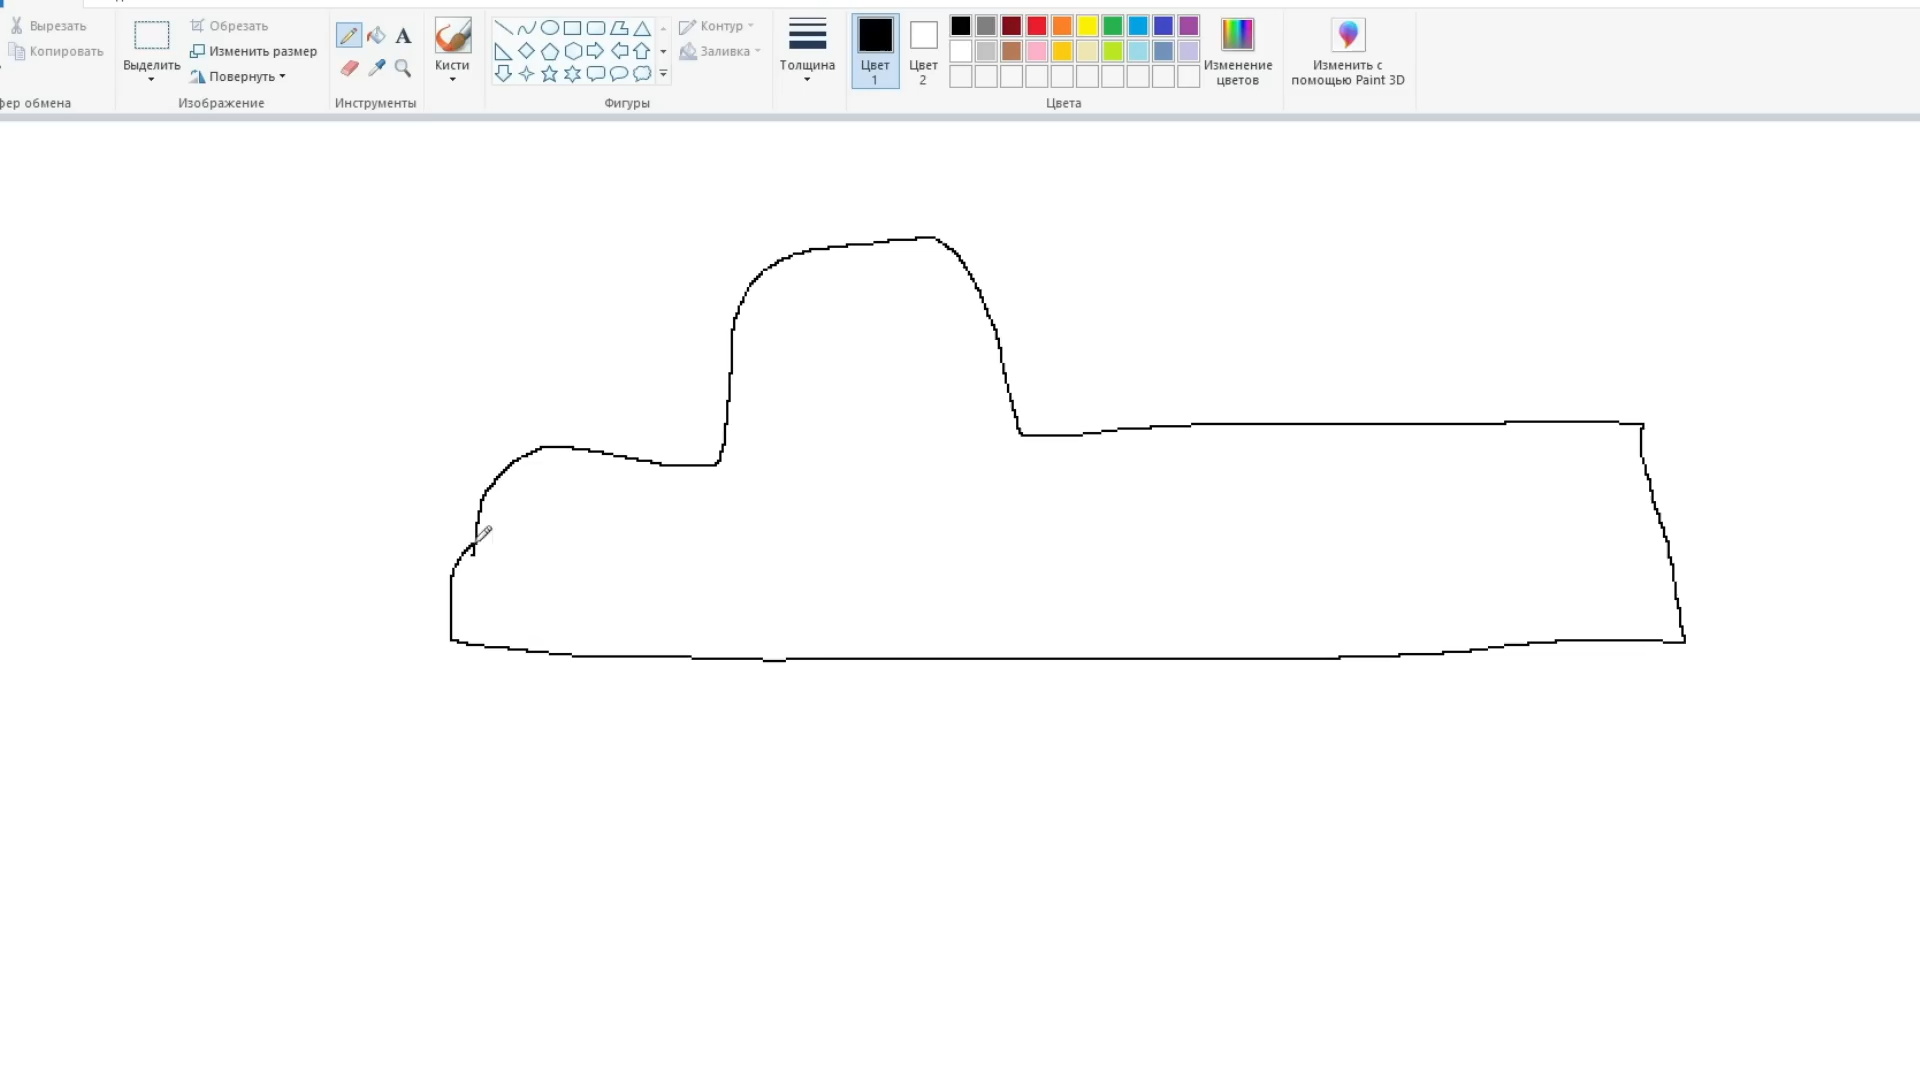 Вырезать
Копировать
фер обмена
Выделить
Обрезать
Изменить размер
Повернуть
Изображение
A
Инструменты
Кисти
Фигуры
Контур
Заливка
Толщина
Цвет
1
Цвет
2
Цвета
Изменение
цветов
Изменить с
помощью Paint 3D